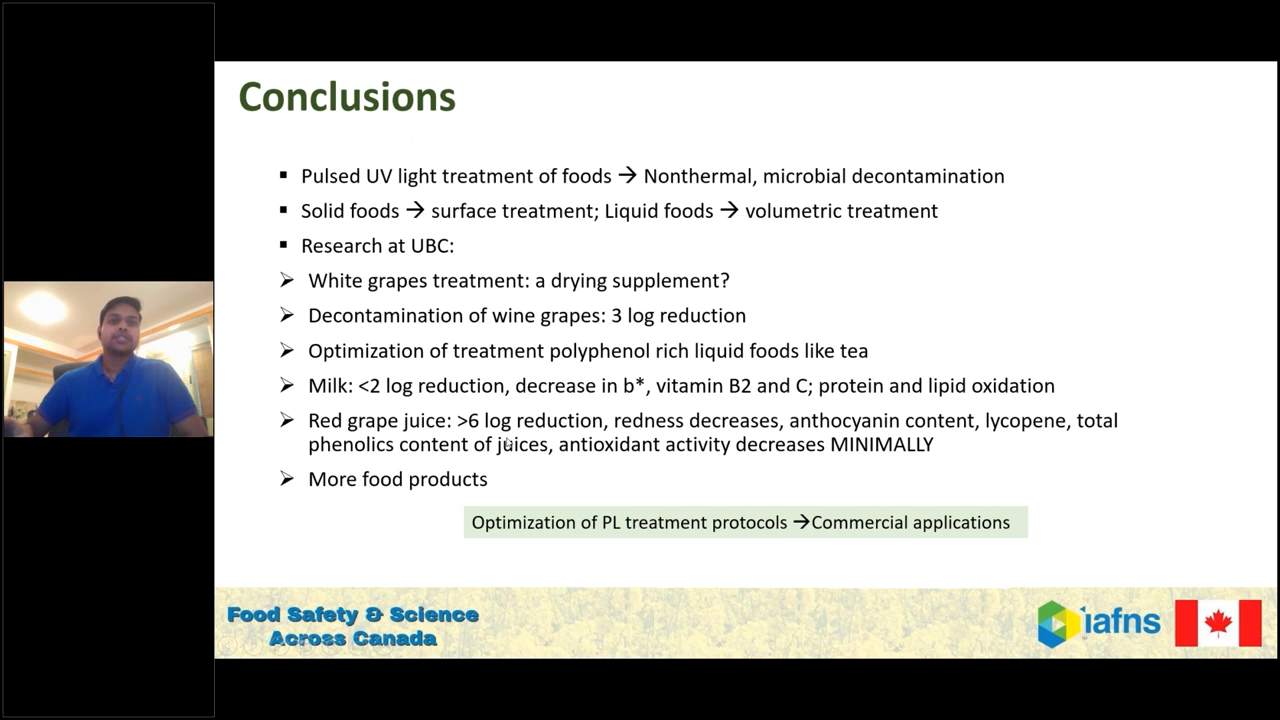 Conclusions
Pulsed UV light treatment of foods → Nonthermal, microbial decontamination
Solid foods → surface treatment; Liquid foods → volumetric treatment
Research at UBC:
White grapes treatment: a drying supplement?
Decontamination of wine grapes: 3 log reduction
Optimization of treatment polyphenol rich liquid foods like tea
Milk: <2 log reduction, decrease in b*, vitamin B2 and C; protein and lipid oxidation
Red grape juice: >6 log reduction, redness decreases, anthocyanin content, lycopene, total
phenolics content of juices, antioxidant activity decreases MINIMALLY
More food products
Optimization of PL treatment protocols →Commercial applications
Food Safety & Science
Across Canada
iafns